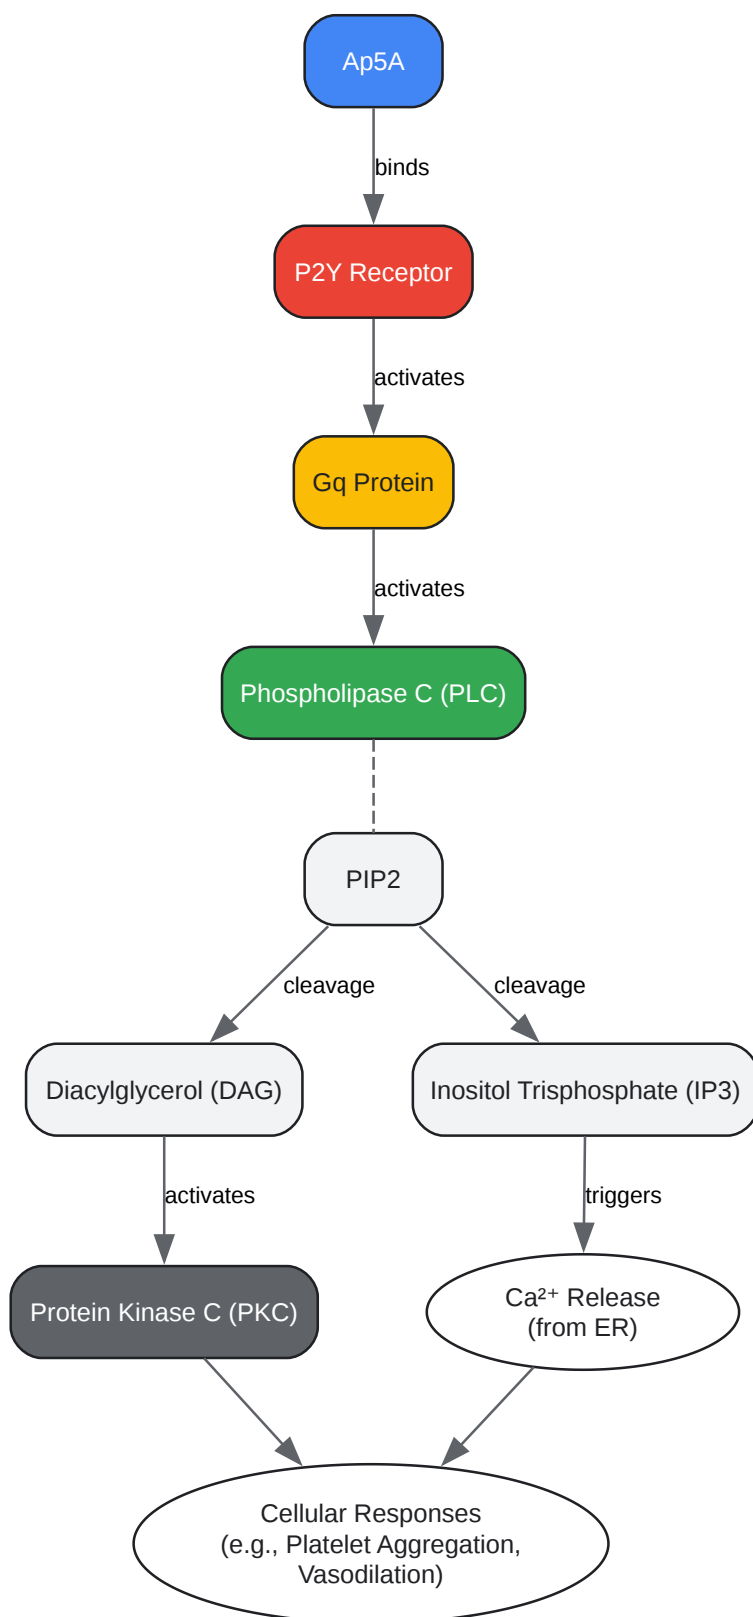 Ap5A
binds
P2Y Receptor
activates
Gq Protein
activates
Phospholipase C (PLC)
PIP2
cleavage
cleavage
Diacylglycerol (DAG)
Inositol Trisphosphate (IP3)
activates
triggers
Protein Kinase C (PKC)
Ca²⁺ Release
(from ER)
Cellular Responses
(e.g., Platelet Aggregation,
Vasodilation)